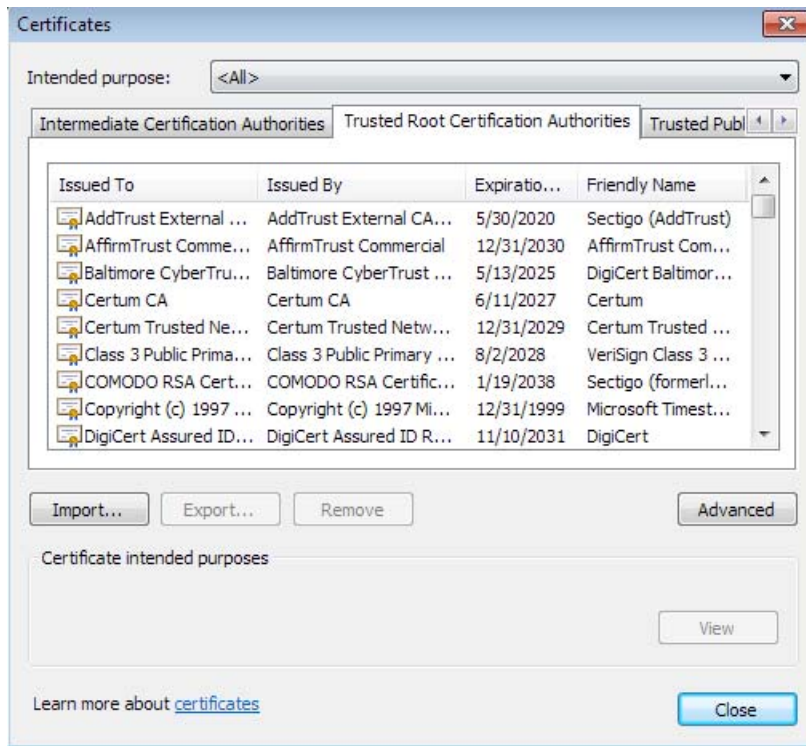 Certificates
Intended purpose: <All>
Intermediate Certification Authorities Trusted Root Certification Authorities Trusted Publ
Issued To Issued By Expiratio... Friendly Name
AddTrust External ... AddTrust External CA... 5/30/2020 Sectigo (AddTrust)
AffirmTrust Comme... AffirmTrust Commercial 12/31/2030 AffirmTrust Com...
Baltimore CyberTru... Baltimore CyberTrust ... 5/13/2025 DigiCert Baltimor...
Certum CA Certum CA 6/11/2027 Certum
Certum Trusted Ne... Certum Trusted Netw... 12/31/2029 Certum Trusted ...
Class 3 Public Prima... Class 3 Public Primary ... 8/2/2028 VeriSign Class 3 ...
COMODO RSA Cert... COMODO RSA Certific... 1/19/2038 Sectigo (formerl...
Copyright (c) 1997 ... Copyright (c) 1997 Mi... 12/31/1999 Microsoft Timest...
DigiCert Assured ID... DigiCert Assured ID R... 11/10/2031 DigiCert
Import... Export... Remove Advanced
Certificate intended purposes
View
Learn more about certificates
Close